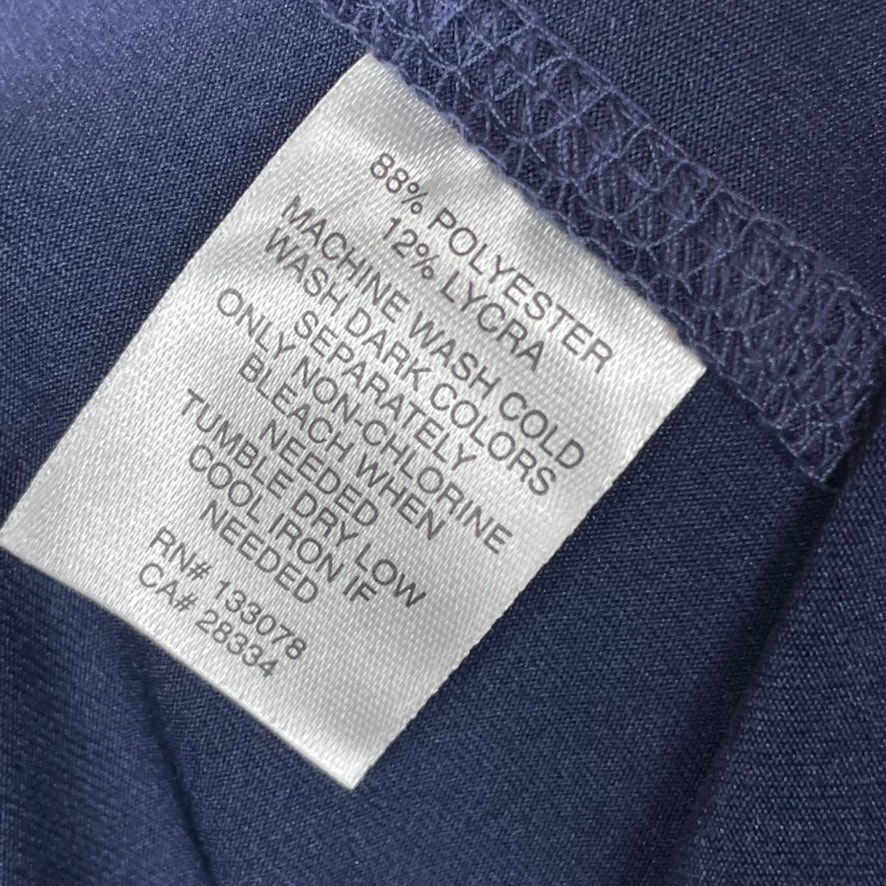 88% POLYESTER
12% LYCRA
MACHINE WASH COLD
WASH DARK COLORS
SEPARATELY
ONLY NON-CHLORINE
BLEACH WHEN
NEEDED
TUMBLE DRY LOW
COOL IRON IF
NEEDED
RN# 133078
CA# 28334